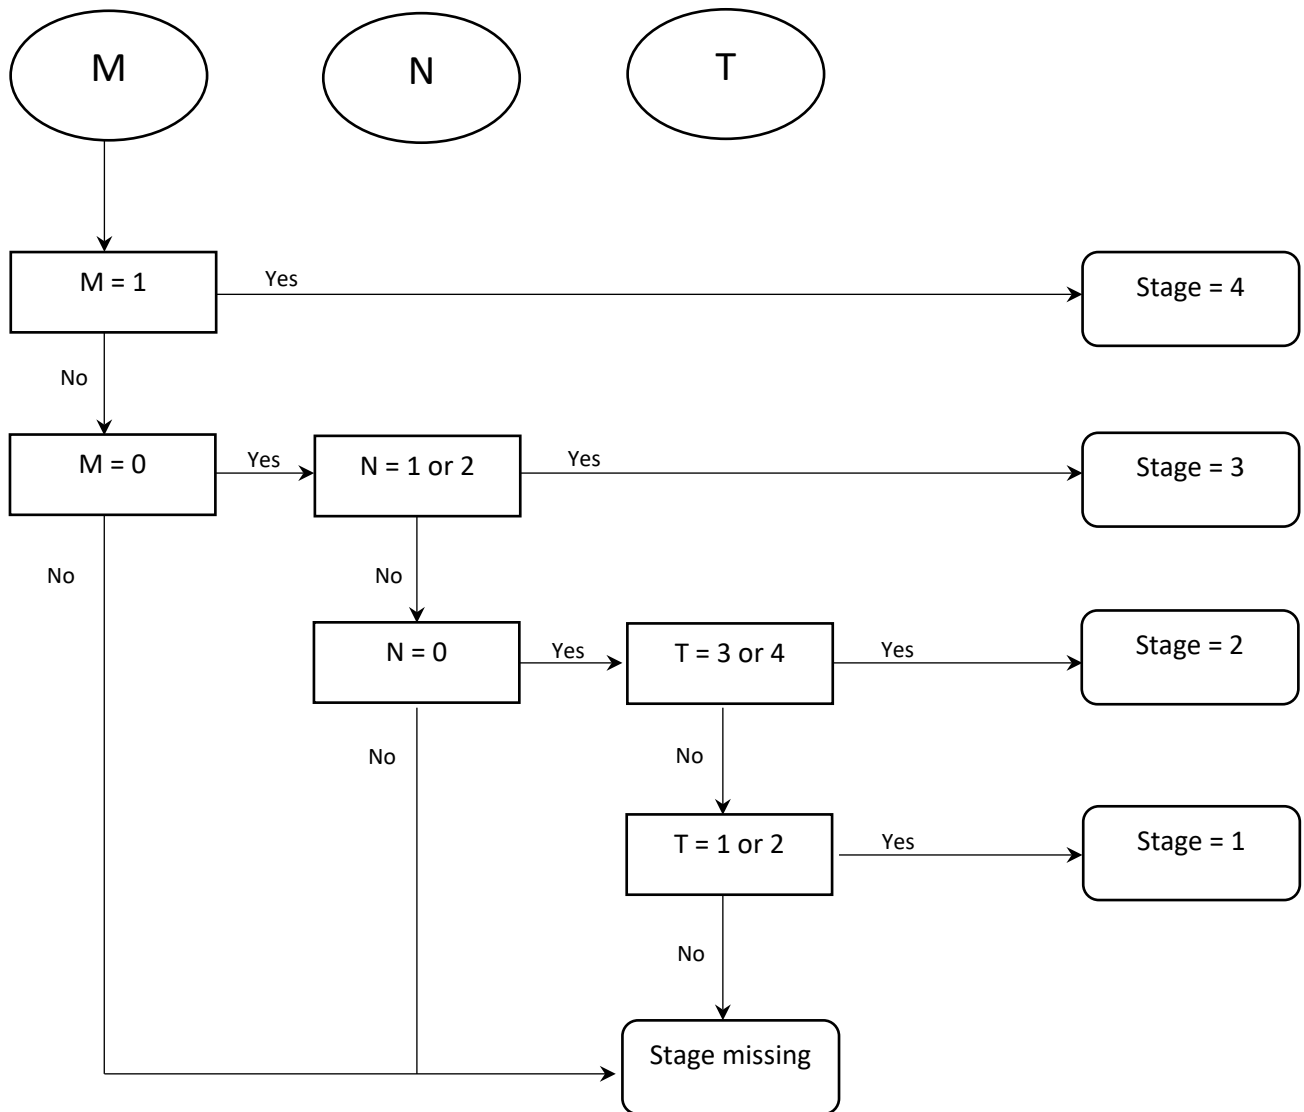 M
N
T
M = 1
Yes
Stage = 4
No
M = 0
Yes
N = 1 or 2
Yes
Stage = 3
No
No
N = 0
Yes
T = 3 or 4
Yes
Stage = 2
No
No
T = 1 or 2
Yes
Stage = 1
No
Stage missing